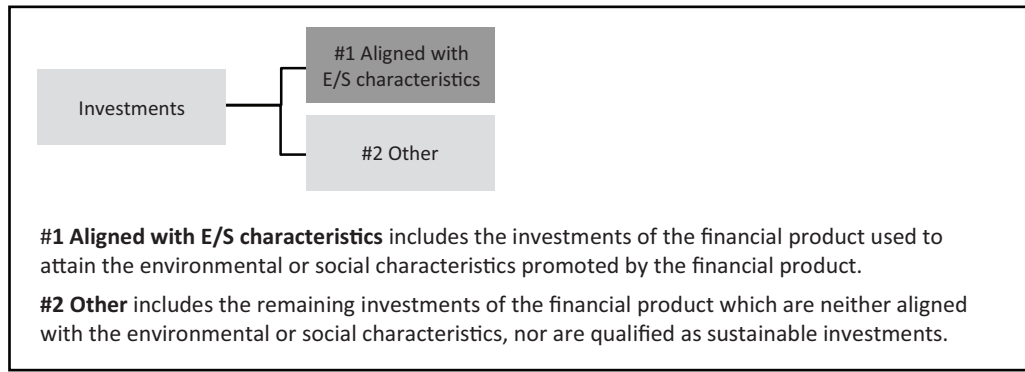 #1 Aligned with
E/S characteristics
Investments
#2 Other
#1 Aligned with E/S characteristics includes the investments of the financial product used to
attain the environmental or social characteristics promoted by the financial product.
#2 Other includes the remaining investments of the financial product which are neither aligned
with the environmental or social characteristics, nor are qualified as sustainable investments.